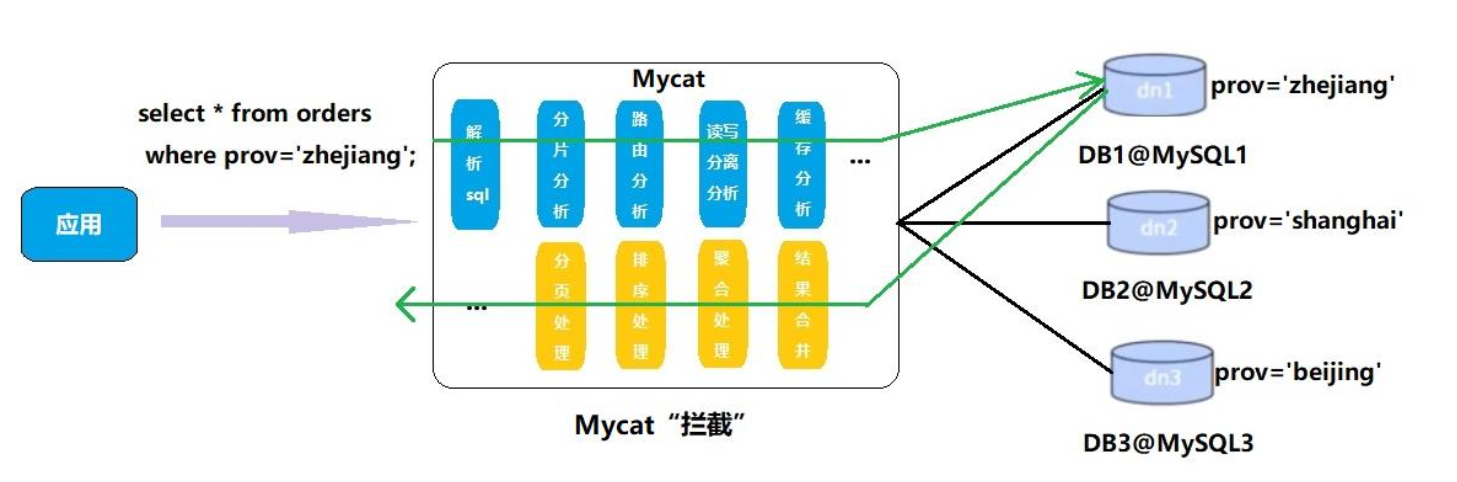 Mycat
select * from orders
where prov='zhejiang';
应用
解析sql
分片分析
路由分析
读写分离分析
缓存分析
...
...
分页处理
排序处理
聚合处理
结果合并
Mycat“拦截”
dn1
prov='zhejiang'
DB1@MySQL1
dn2
prov='shanghai'
DB2@MySQL2
dn3
prov='beijing'
DB3@MySQL3